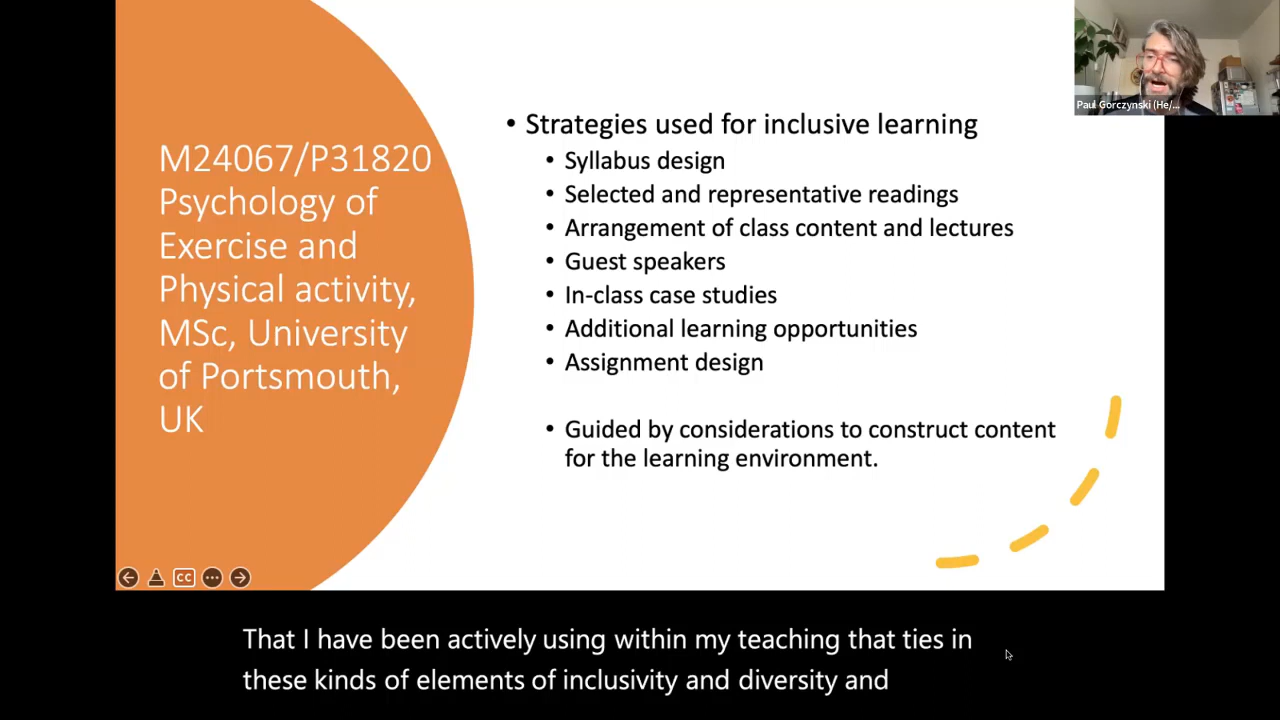 M24067/P31820
Psychology of
Exercise and
Physical activity,
MSc, University
of Portsmouth,
UK
• Strategies used for inclusive learning
• Syllabus design
• Selected and representative readings
• Arrangement of class content and lectures
• Guest speakers
• In-class case studies
• Additional learning opportunities
• Assignment design
• Guided by considerations to construct content
for the learning environment.
Paul Gorczynski (He/...
CC
That I have been actively using within my teaching that ties in
these kinds of elements of inclusivity and diversity and